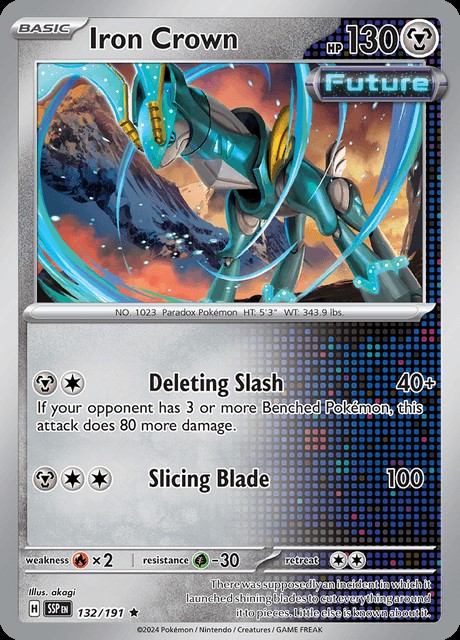 BASIC Iron Crown HP 130
Future
NO. 1023 Paradox Pokémon HT: 5'3" WT: 343.9 lbs.
Deleting Slash 40+
If your opponent has 3 or more Benched Pokémon, this
attack does 80 more damage.
Slicing Blade 100
weakness ×2 resistance -30 retreat
Illus. akagi
There was supposedly an incident in which it
launched shining blades to cut everything around
it to pieces. Little else is known about it.
H SSP EN 132/191 ★
©2024 Pokémon / Nintendo / Creatures / GAME FREAK